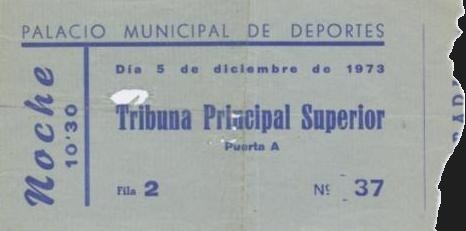 PALACIO MUNICIPAL DE DEPORTES
Noche
10'30
Día 5 de diciembre de 1973
Tribuna Principal Superior
Puerta A
Fila 2
Nº 37